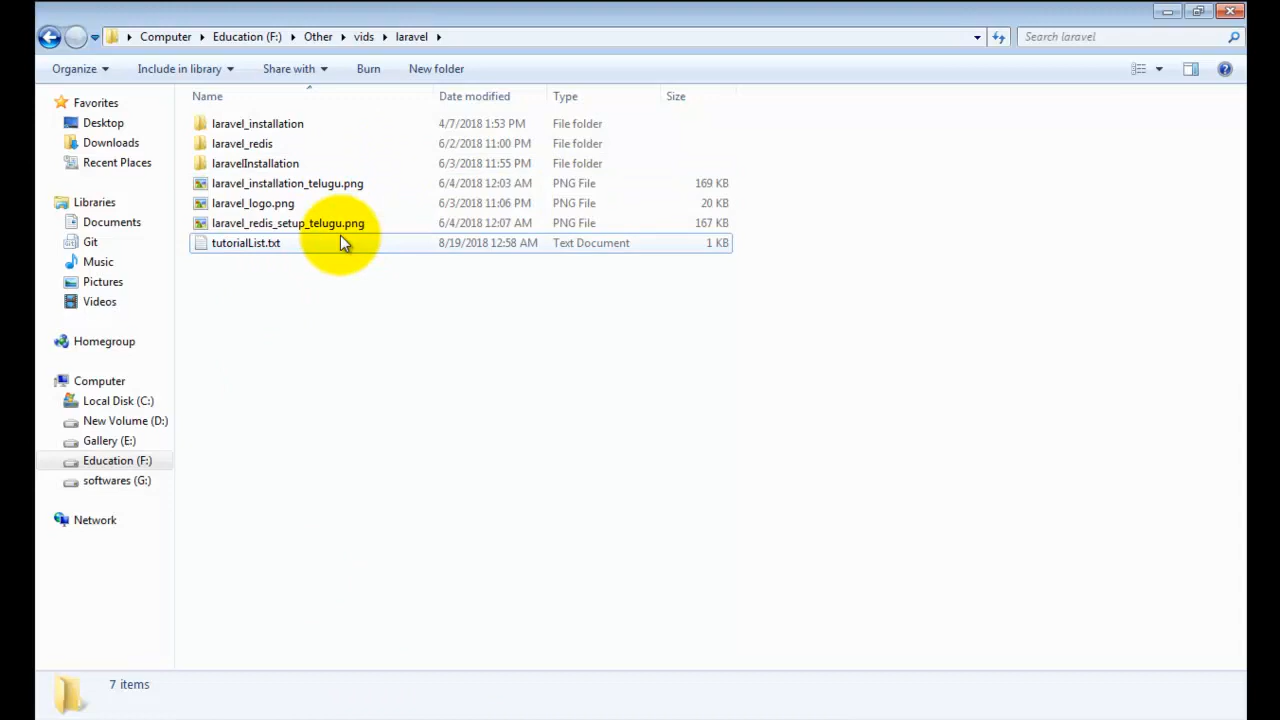 Computer Education (F:) Other vids laravel Search laravel
Organize Include in library Share with Burn New folder
Name Date modified Type Size
laravel_installation 4/7/2018 1:53 PM File folder
laravel_redis 6/2/2018 11:00 PM File folder
laravelInstallation 6/3/2018 11:55 PM File folder
laravel_installation_telugu.png 6/4/2018 12:03 AM PNG File 169 KB
laravel_logo.png 6/3/2018 11:06 PM PNG File 20 KB
laravel_redis_setup_telugu.png 6/4/2018 12:07 AM PNG File 167 KB
tutorialList.txt 8/19/2018 12:58 AM Text Document 1 KB
Favorites
Desktop
Downloads
Recent Places
Libraries
Documents
Git
Music
Pictures
Videos
Homegroup
Computer
Local Disk (C:)
New Volume (D:)
Gallery (E:)
Education (F:)
softwares (G:)
Network
7 items